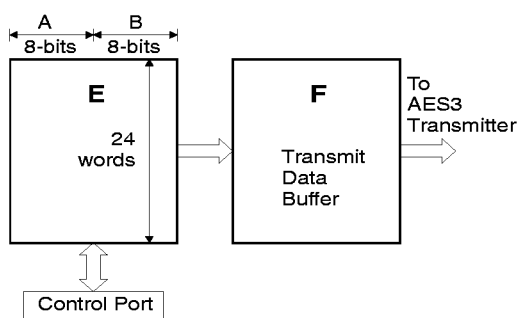 A B
8-bits 8-bits
E
24
words
F
Transmit
Data
Buffer
To
AES3
Transmitter
Control Port